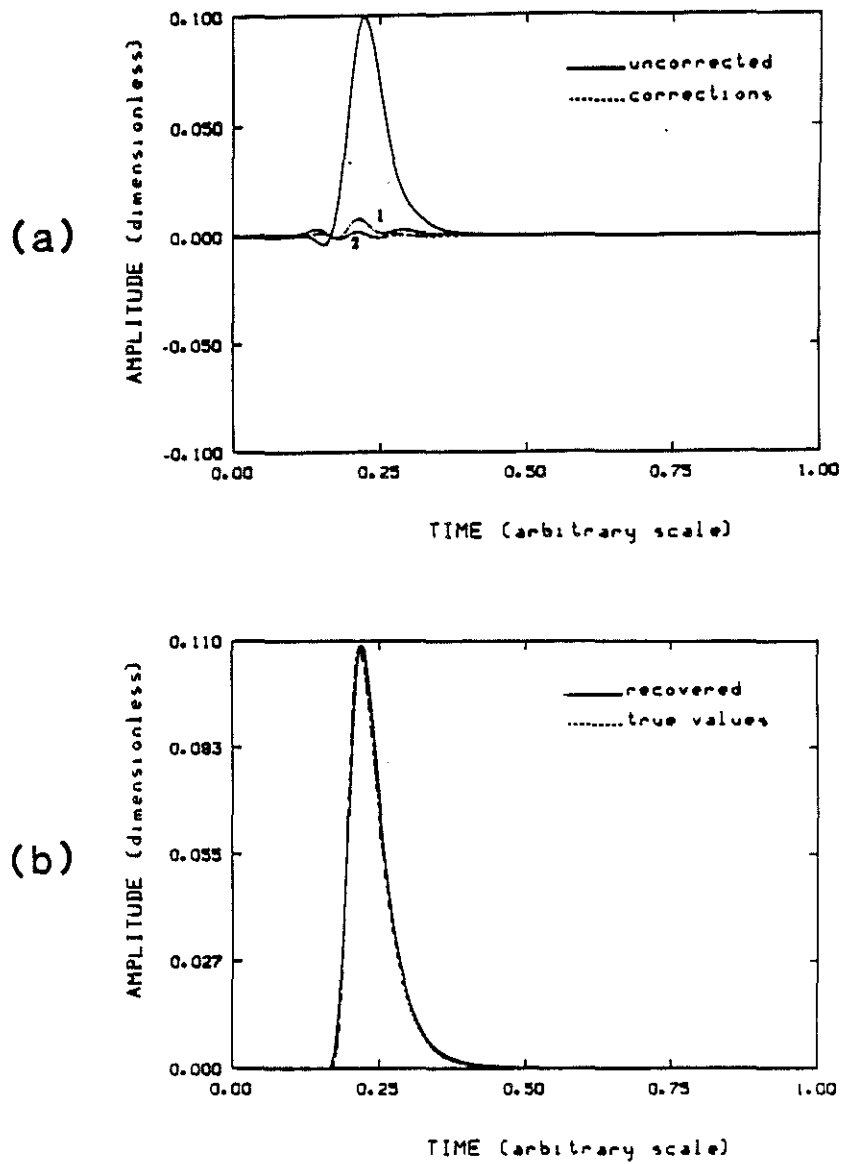 (a)
AMPLITUDE (dimensionless)
0.100
0.050
0.000
-0.050
-0.100
uncorrected
corrections
1
2
0.00 0.25 0.50 0.75 1.00
TIME (arbitrary scale)
(b)
AMPLITUDE (dimensionless)
0.110
0.083
0.055
0.027
0.000
recovered
true values
0.00 0.25 0.50 0.75 1.00
TIME (arbitrary scale)